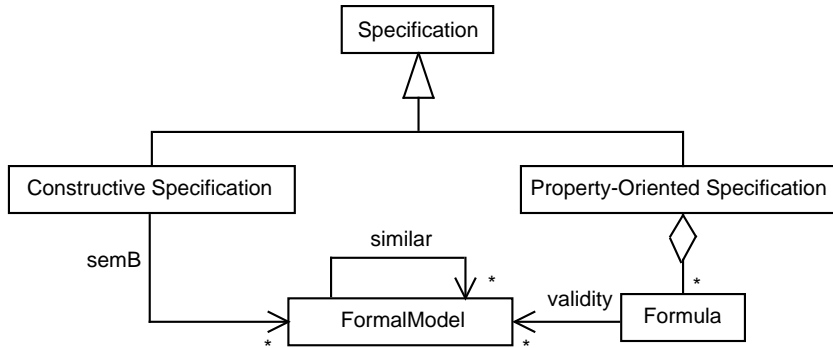 Specification
Constructive Specification
Property-Oriented Specification
similar
semB
*
*
validity
FormalModel
Formula
*
*